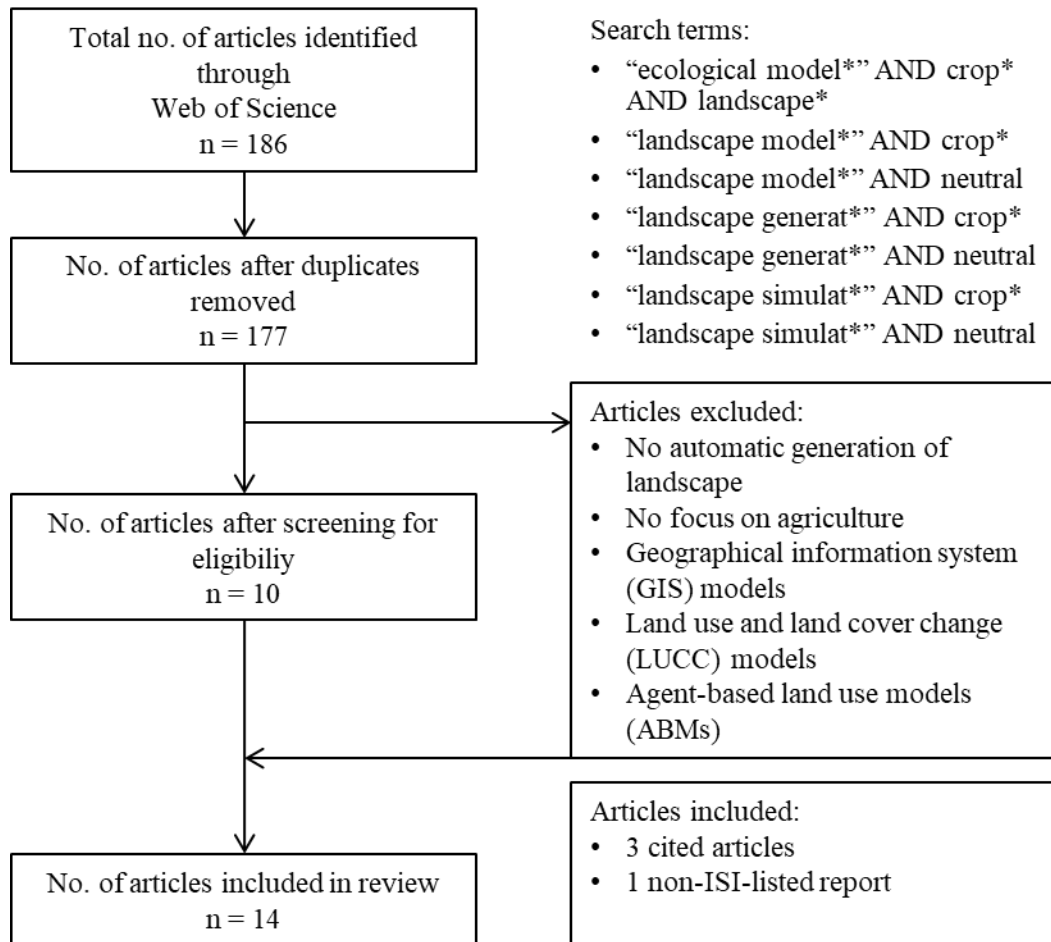 Total no. of articles identified
through
Web of Science
n = 186
Search terms:
• “ecological model*” AND crop*
AND landscape*
• “landscape model*” AND crop*
• “landscape model*” AND neutral
• “landscape generat*” AND crop*
• “landscape generat*” AND neutral
• “landscape simulat*” AND crop*
• “landscape simulat*” AND neutral
No. of articles after duplicates
removed
n = 177
Articles excluded:
• No automatic generation of
landscape
• No focus on agriculture
• Geographical information system
(GIS) models
• Land use and land cover change
(LUCC) models
• Agent-based land use models
(ABMs)
No. of articles after screening for
eligibiliy
n = 10
Articles included:
• 3 cited articles
• 1 non-ISI-listed report
No. of articles included in review
n = 14